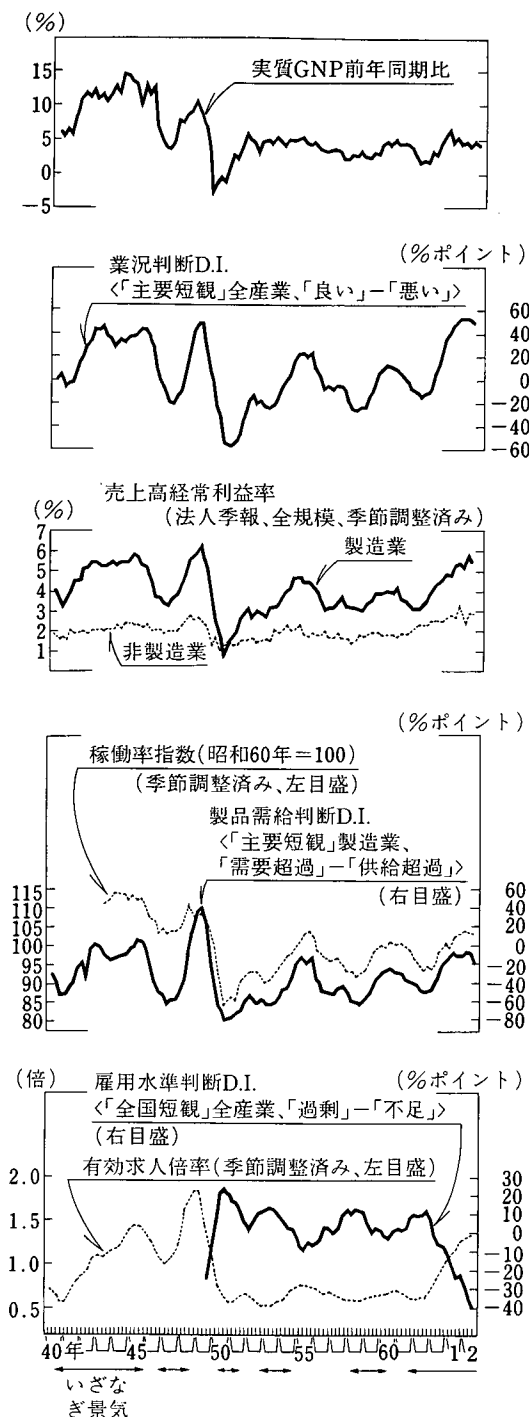 (%)
15
10
5
0
−5
実質GNP前年同期比
業況判断D.I.
〈「主要短観」全産業、「良い」−「悪い」〉
(%ポイント)
60
40
20
0
−20
−40
−60
売上高経常利益率
(法人季報、全規模、季節調整済み)
(%)
7
6
5
4
3
2
1
製造業
非製造業
(%ポイント)
稼働率指数(昭和60年=100)
(季節調整済み、左目盛)
製品需給判断D.I.
〈「主要短観」製造業、
「需要超過」−「供給超過」〉
(右目盛)
115
110
105
100
95
90
85
80
60
40
20
0
−20
−40
−60
−80
(倍)
雇用水準判断D.I.
(%ポイント)
〈「全国短観」全産業、「過剰」−「不足」〉
(右目盛)
有効求人倍率(季節調整済み、左目盛)
2.0
1.5
1.0
0.5
30
20
10
0
−10
−20
−30
−40
40年 45 50 55 60 1 2
いざな
ぎ景気